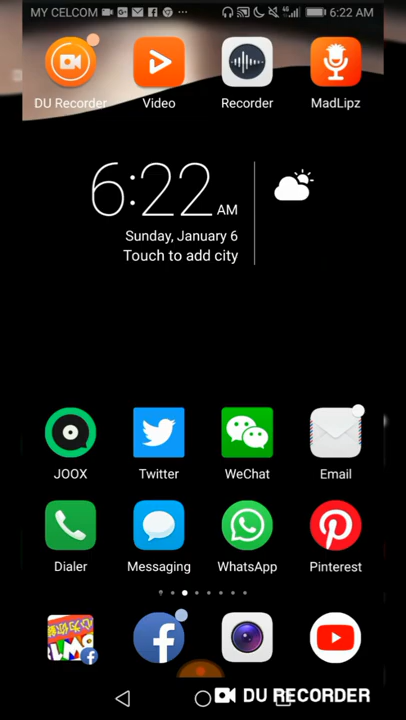 MY CELCOM
6:22 AM
DU Recorder
Video
Recorder
MadLipz
6:22 AM
Sunday, January 6
Touch to add city
JOOX
Twitter
WeChat
Email
Dialer
Messaging
WhatsApp
Pinterest
DU RECORDER